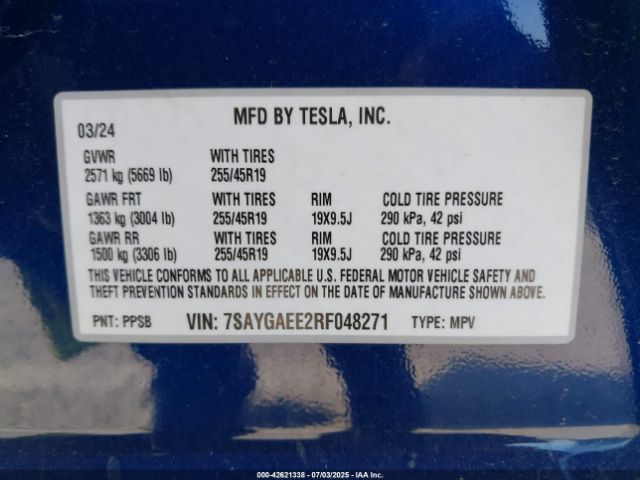 MFD BY TESLA, INC.
03/24
GVWR WITH TIRES
2571 kg (5669 lb) 255/45R19
GAWR FRT WITH TIRES RIM COLD TIRE PRESSURE
1363 kg (3004 lb) 255/45R19 19X9.5J 290 kPa, 42 psi
GAWR RR WITH TIRES RIM COLD TIRE PRESSURE
1500 kg (3306 lb) 255/45R19 19X9.5J 290 kPa, 42 psi
THIS VEHICLE CONFORMS TO ALL APPLICABLE U.S. FEDERAL MOTOR VEHICLE SAFETY AND
THEFT PREVENTION STANDARDS IN EFFECT ON THE DATE OF MANUFACTURE SHOWN ABOVE.
PNT: PPSB VIN: 7SAYGAEE2RF048271 TYPE: MPV
000-42621338 - 07/03/2025 - IAA, Inc.